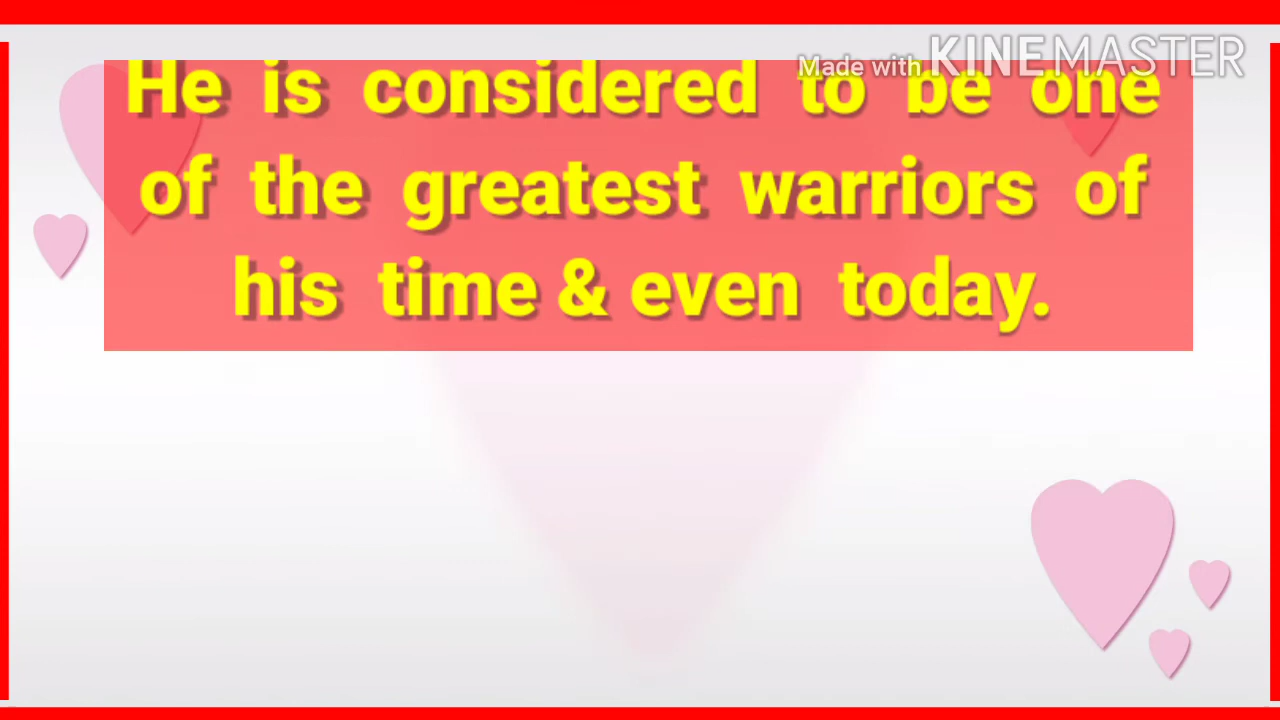 Made with KINEMASTER
He is considered to be one
of the greatest warriors of
his time & even today.